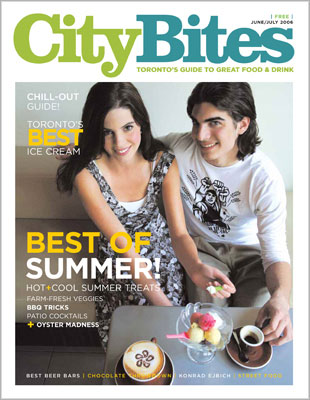 [ FREE ]
JUNE/JULY 2006
CityBites
TORONTO'S GUIDE TO GREAT FOOD & DRINK
CHILL-OUT
GUIDE!
TORONTO'S
BEST
ICE CREAM
BEST OF
SUMMER!
HOT+COOL SUMMER TREATS
FARM-FRESH VEGGIES
BBQ TRICKS
PATIO COCKTAILS
+ OYSTER MADNESS
BEST BEER BARS | CHOCOLATE | KONRAD EJBICH | STREET FOOD